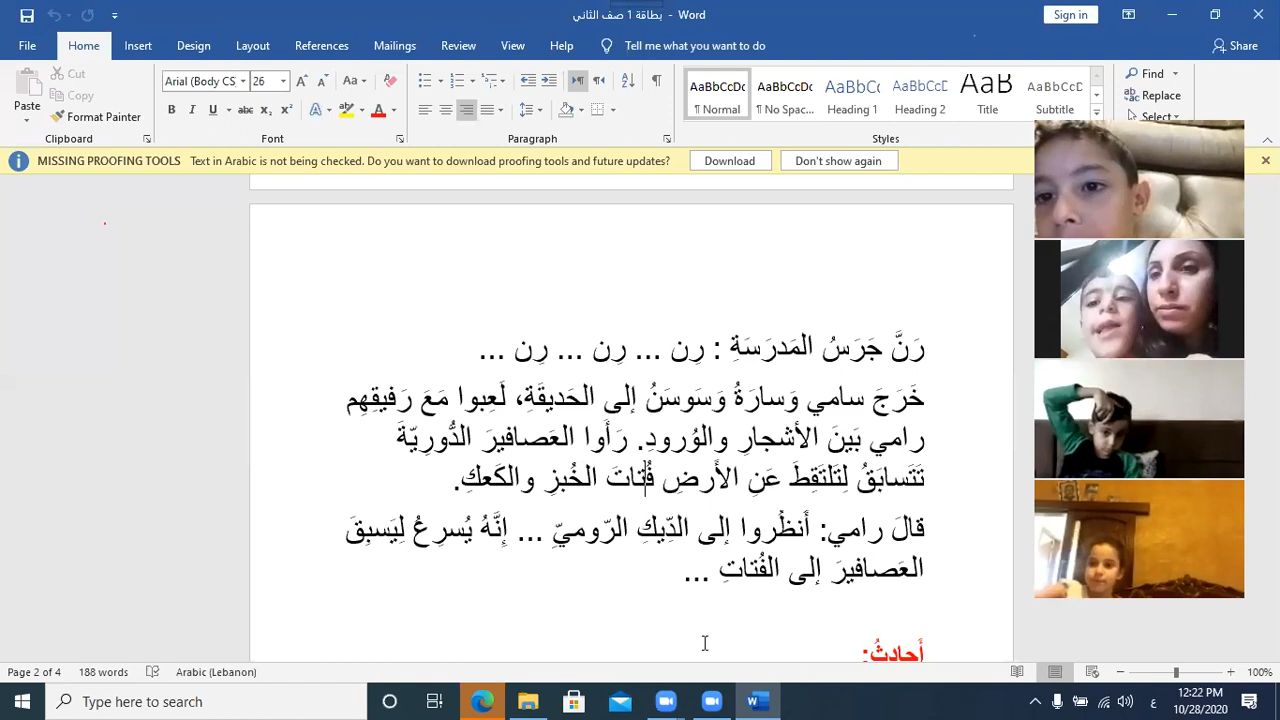 بطاقة 1 صف الثاني - Word
Sign in
File Home Insert Design Layout References Mailings Review View Help Tell me what you want to do Share
Paste Cut Copy Format Painter
Arial (Body CS 26
¶ Normal ¶ No Spac... Heading 1 Heading 2 Title Subtitle
Find Replace Select
Clipboard Font Paragraph Styles
MISSING PROOFING TOOLS Text in Arabic is not being checked. Do you want to download proofing tools and future updates? Download Don't show again
رَنَّ جَرَسُ المَدرَسَةِ : رِن ... رِن ... رِن ...
خَرَجَ سامي وَسارَةُ وَسَوسَنُ إلى الحَديقَةِ، لَعِبوا مَعَ رَفيقِهِم
رامي بَينَ الأشجارِ والوُرودِ. رَأَوا العَصافيرَ الدُّورِيّةَ
تَتَسابَقُ لِتَلتَقِطَ عَنِ الأَرضِ فُتاتَ الخُبزِ والكَعكِ.
قالَ رامي: أَنظُروا إلى الدِّيكِ الرّوميِّ ... إنَّهُ يُسرِعُ لِيَسبِقَ
العَصافيرَ إلى الفُتاتِ ...
أُحادِثُ:
Page 2 of 4 188 words Arabic (Lebanon) 100%
Type here to search
12:22 PM
10/28/2020